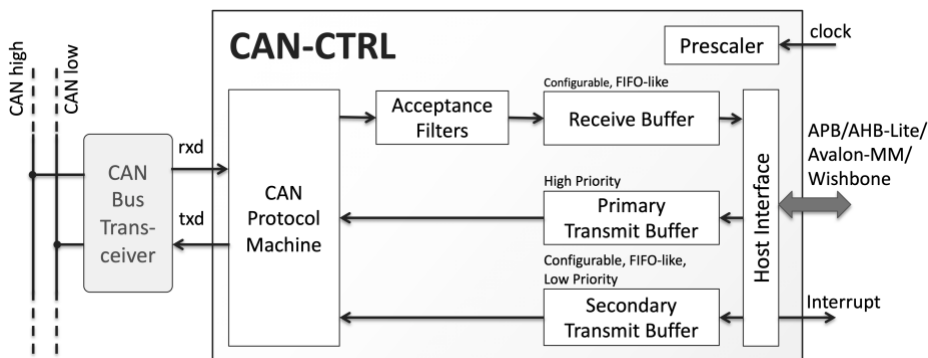 CAN high
CAN low
CAN
Bus
Trans-
ceiver
rxd
txd
CAN-CTRL
Prescaler
clock
CAN
Protocol
Machine
Acceptance
Filters
Configurable, FIFO-like
Receive Buffer
High Priority
Primary
Transmit Buffer
Configurable, FIFO-like,
Low Priority
Secondary
Transmit Buffer
Host Interface
APB/AHB-Lite/
Avalon-MM/
Wishbone
Interrupt